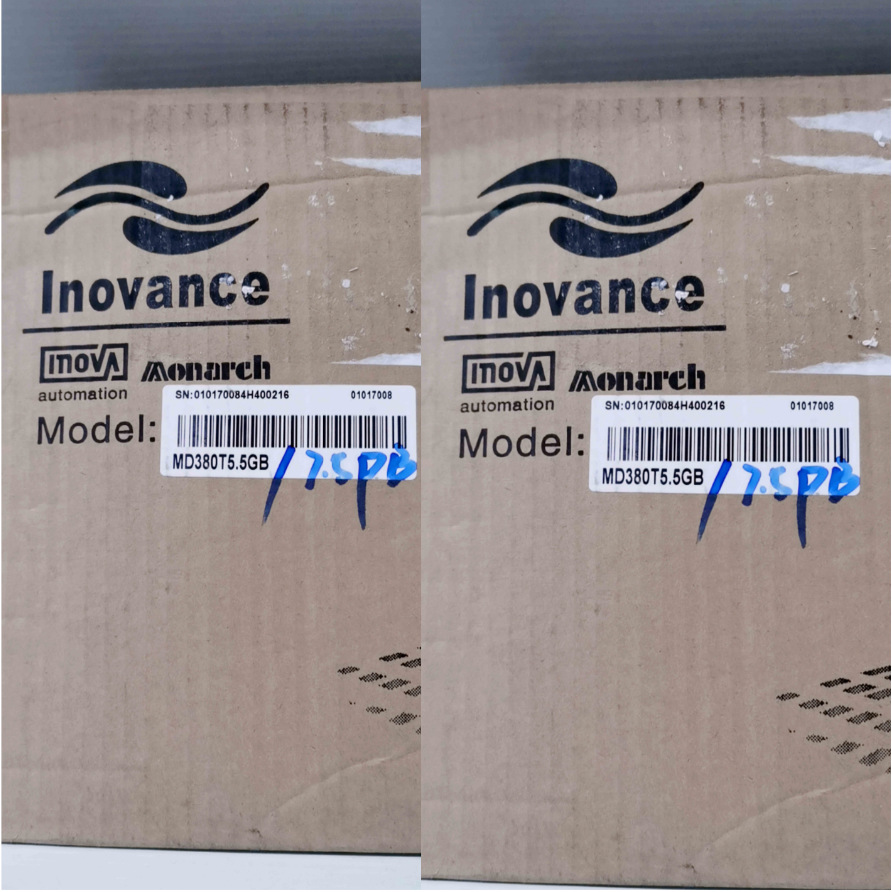 Inovance
INOVA
automation
Monarch
SN:010170084H400216 01017008
Model:
MD380T5.5GB /7.5PB
Inovance
INOVA
automation
Monarch
SN:010170084H400216 01017008
Model:
MD380T5.5GB /7.5PB